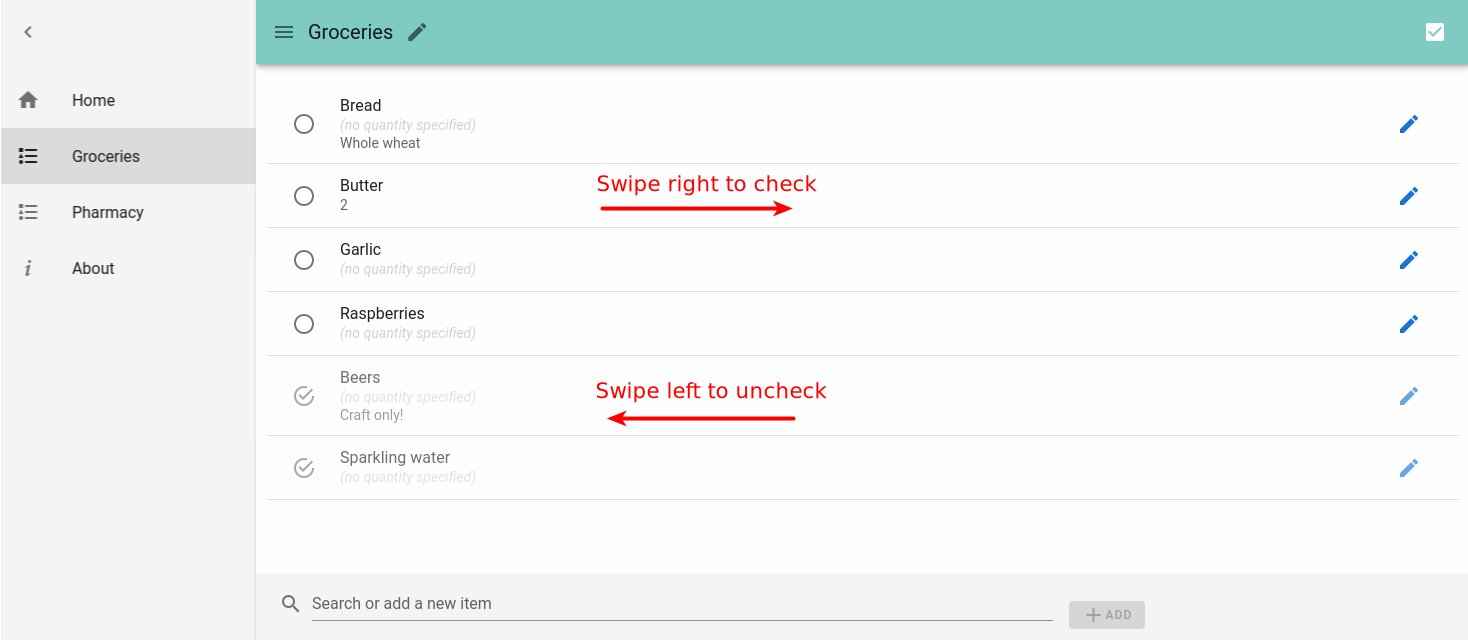 Groceries
Home
Groceries
Pharmacy
About
Bread
(no quantity specified)
Whole wheat
Butter
2
Swipe right to check
Garlic
(no quantity specified)
Raspberries
(no quantity specified)
Beers
(no quantity specified)
Craft only!
Swipe left to uncheck
Sparkling water
(no quantity specified)
Search or add a new item
ADD